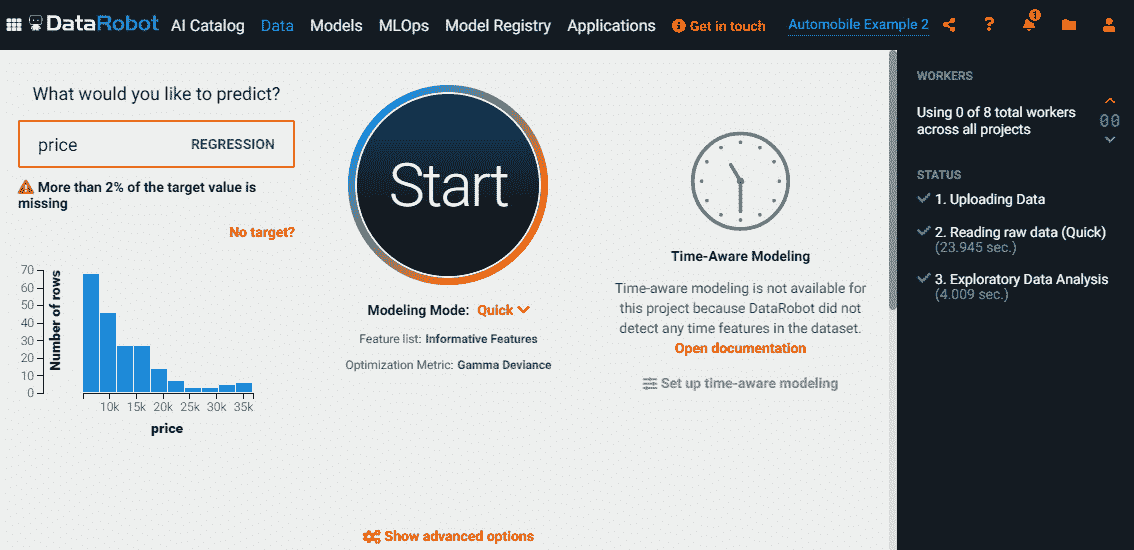 DataRobot AI Catalog Data Models MLOps Model Registry Applications Get in touch Automobile Example 2 ? 1
What would you like to predict?
price REGRESSION
More than 2% of the target value is
missing
No target?
70
60
50
40
30
20
10
0
Number of rows
10k 15k 20k 25k 30k 35k
price
Start
Modeling Mode: Quick
Feature list: Informative Features
Optimization Metric: Gamma Deviance
Time-Aware Modeling
Time-aware modeling is not available for
this project because DataRobot did not
detect any time features in the dataset.
Open documentation
Set up time-aware modeling
Show advanced options
WORKERS
Using 0 of 8 total workers
across all projects
00
STATUS
1. Uploading Data
2. Reading raw data (Quick)
(23.945 sec.)
3. Exploratory Data Analysis
(4.009 sec.)